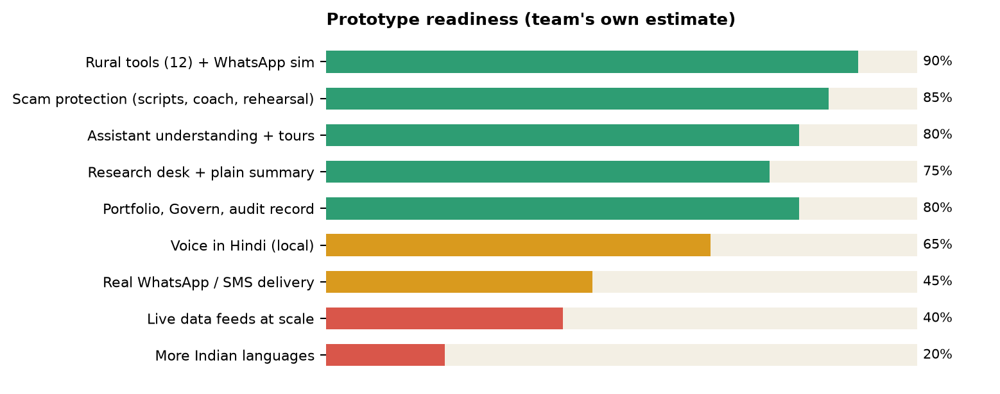 Prototype readiness (team's own estimate)
Rural tools (12) + WhatsApp sim 90%
Scam protection (scripts, coach, rehearsal) 85%
Assistant understanding + tours 80%
Research desk + plain summary 75%
Portfolio, Govern, audit record 80%
Voice in Hindi (local) 65%
Real WhatsApp / SMS delivery 45%
Live data feeds at scale 40%
More Indian languages 20%